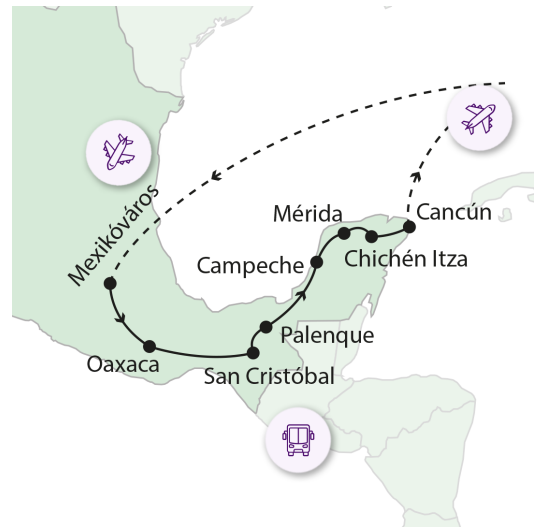 Mexikóváros
Mérida
Cancún
Campeche
Chichén Itza
Palenque
Oaxaca
San Cristóbal